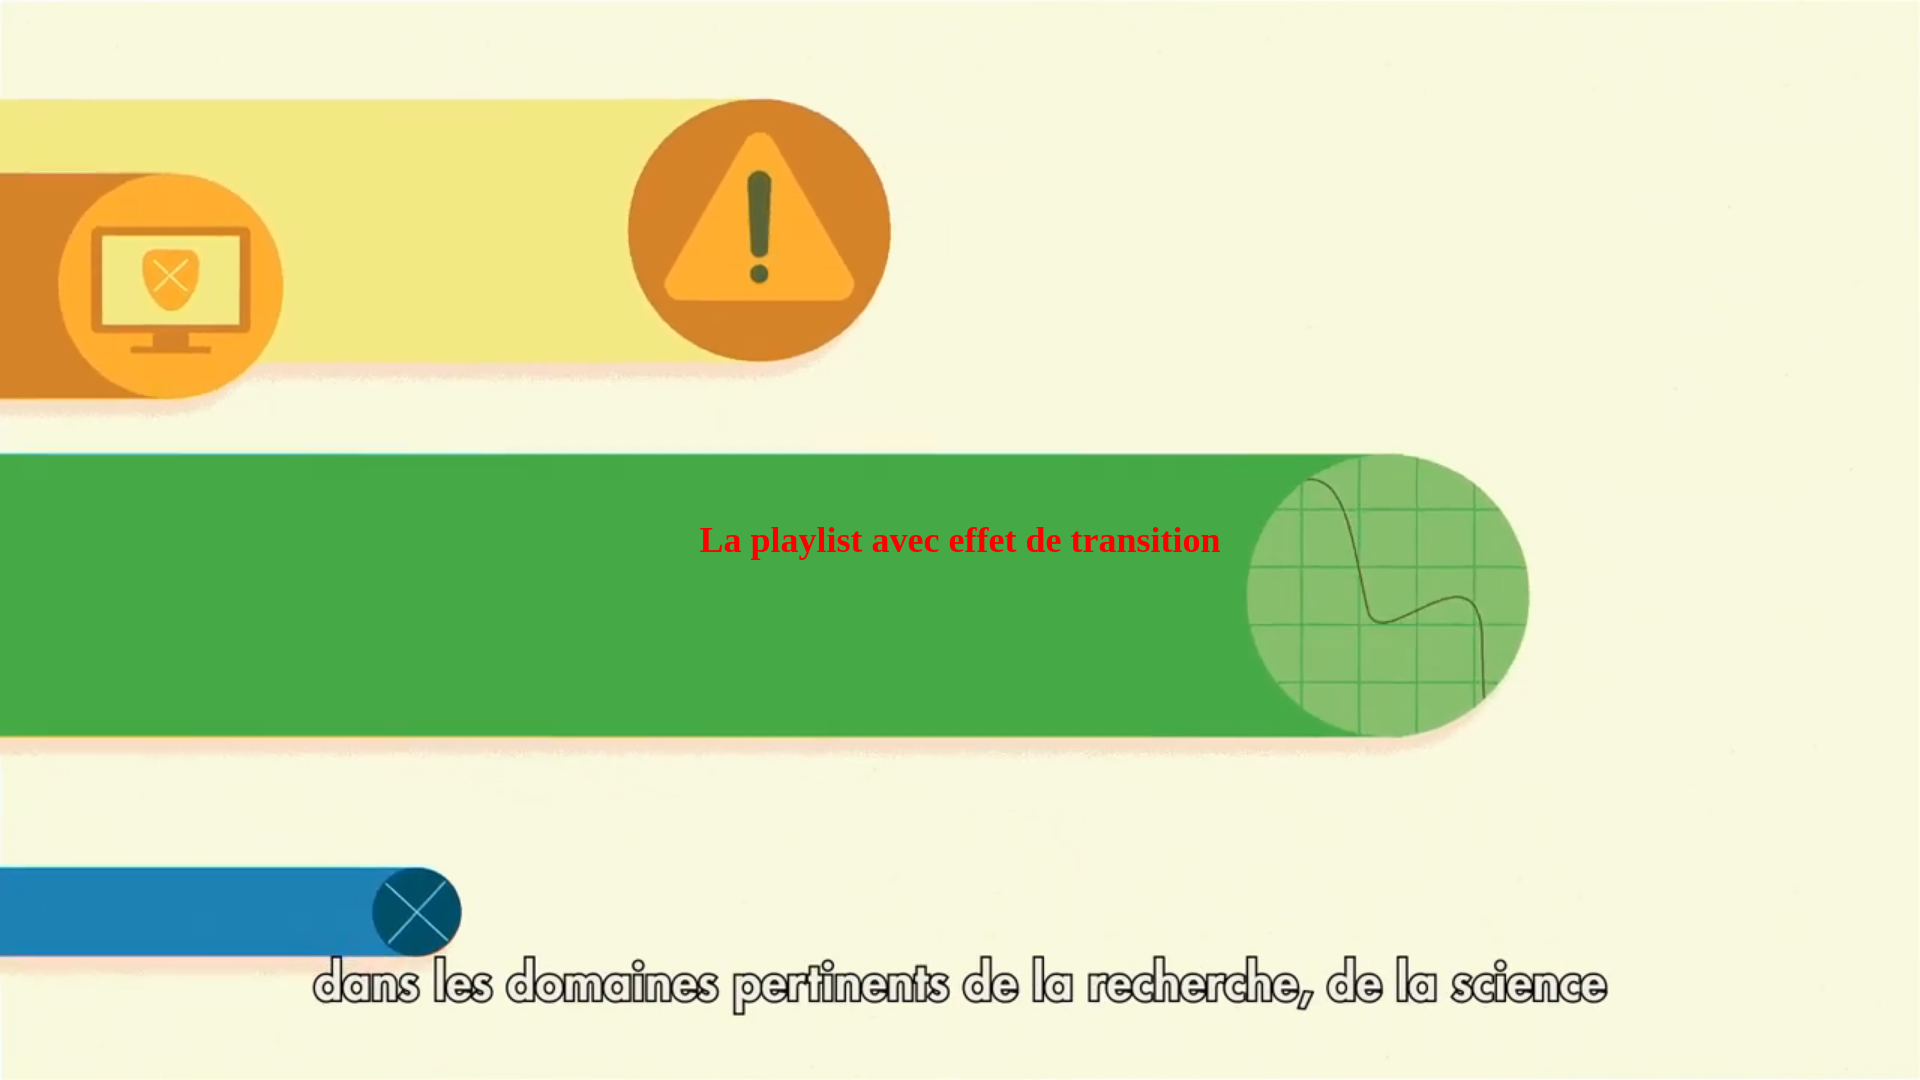 La playlist avec effet de transition
dans les domaines pertinents de la recherche, de la science